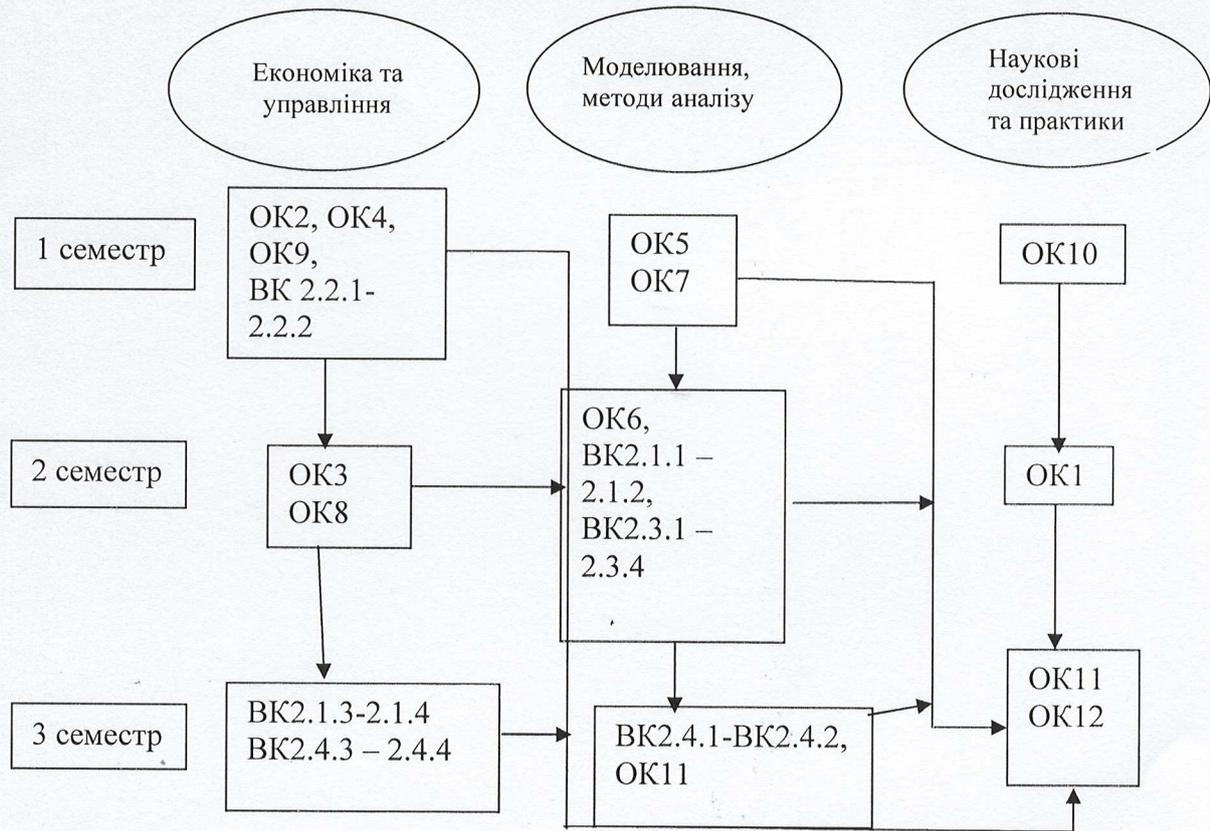 Економіка та
управління
Моделювання,
методи аналізу
Наукові
дослідження
та практики
1 семестр
ОК2, ОК4,
ОК9,
ВК 2.2.1-
2.2.2
ОК5
ОК7
ОК10
2 семестр
ОК3
ОК8
ОК6,
ВК2.1.1 –
2.1.2,
ВК2.3.1 –
2.3.4
ОК1
3 семестр
ВК2.1.3-2.1.4
ВК2.4.3 – 2.4.4
ВК2.4.1-ВК2.4.2,
ОК11
ОК11
ОК12